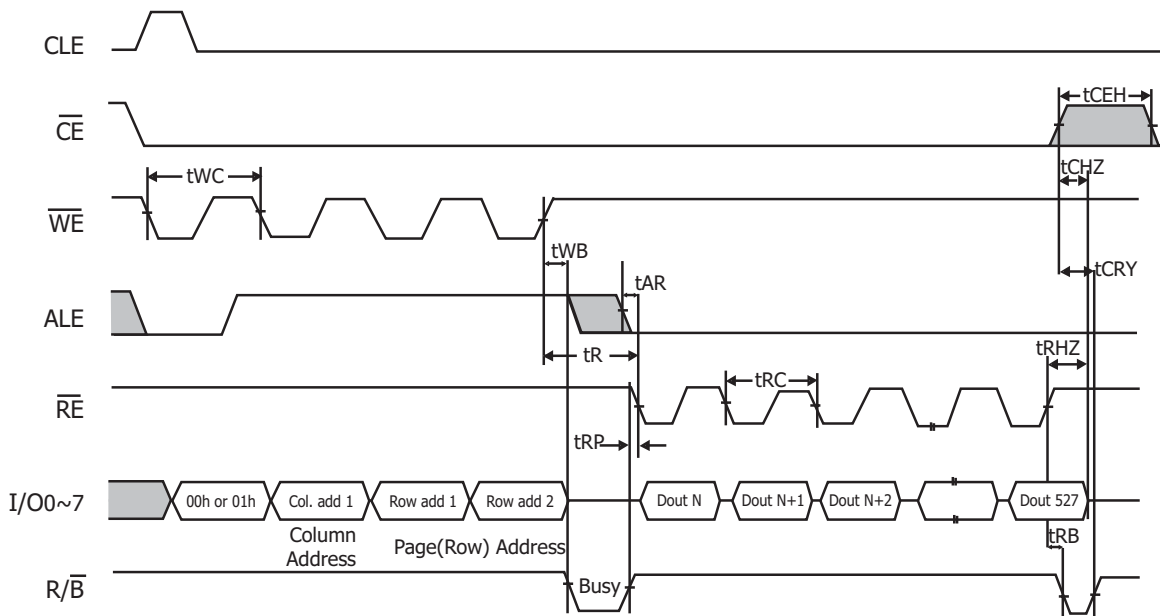 CLE
tCEH
CE
tWC
tCHZ
WE
tWB
tAR
tCRY
ALE
tR
tRHZ
tRC
RE
tRP
I/O0~7
00h or 01h
Col. add 1
Row add 1
Row add 2
Dout N
Dout N+1
Dout N+2
Dout 527
Column
Address
Page(Row) Address
tRB
R/B
Busy